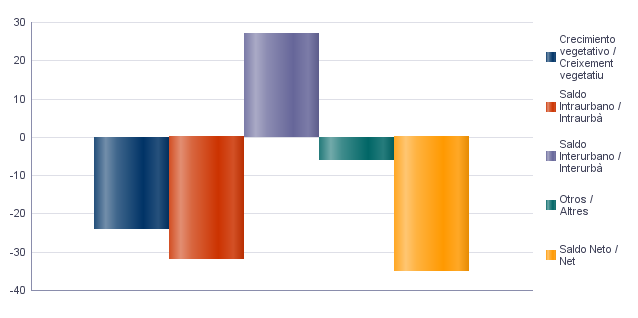 30
20
10
0
-10
-20
-30
-40
Crecimiento
vegetativo /
Creixement
vegetatiu
Saldo
Intraurbano /
Intraurbà
Saldo
Interurbano /
Interurbà
Otros /
Altres
Saldo Neto /
Net